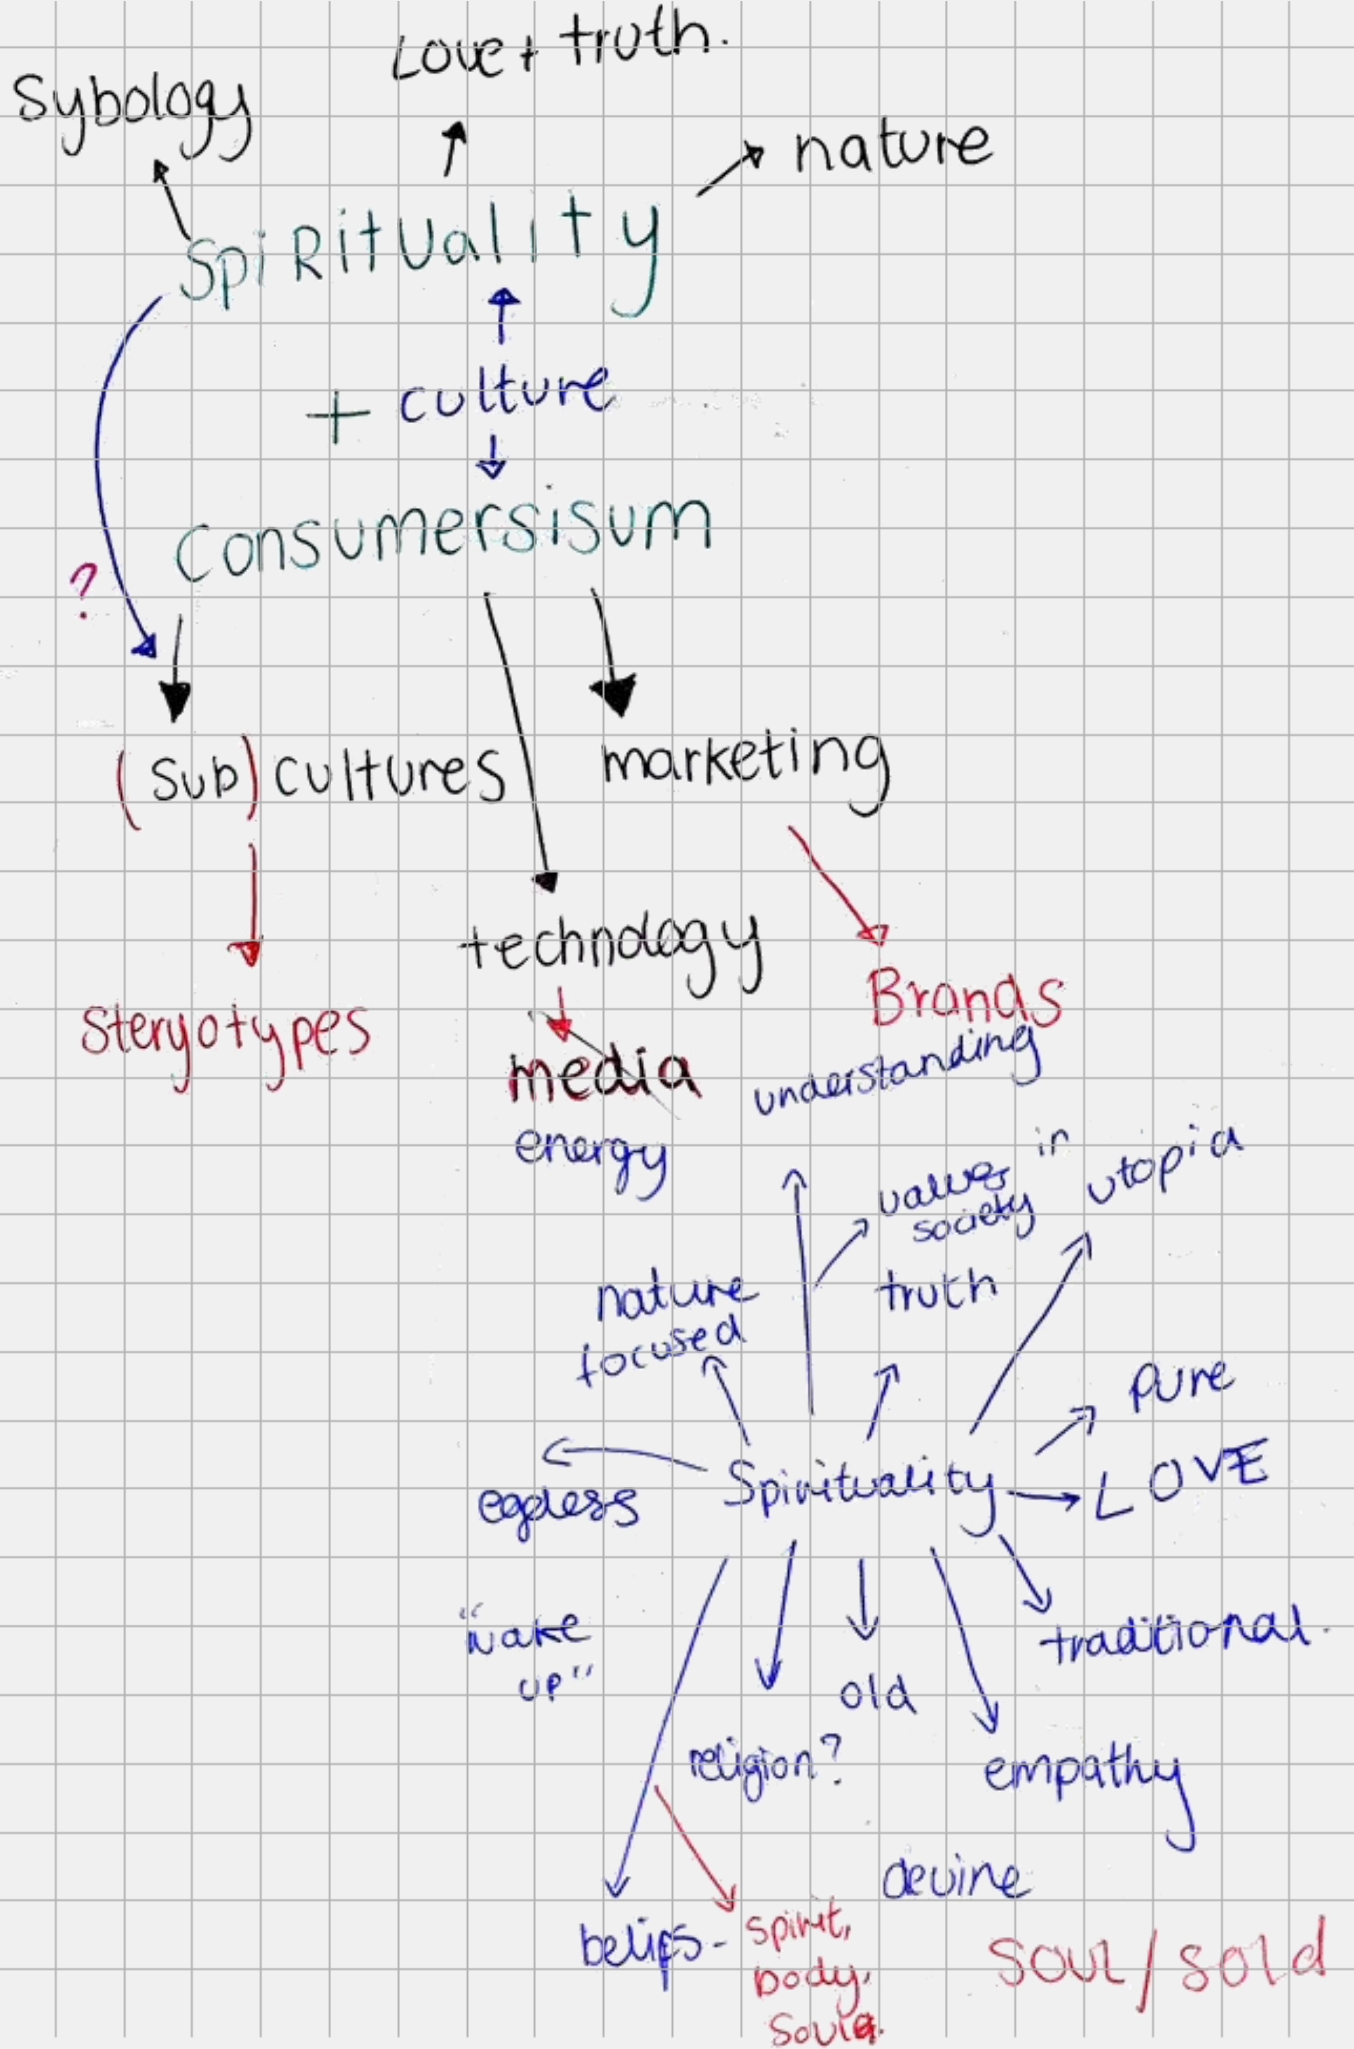 Love + truth.
Sybology
nature
SpiRituality
+ culture
Consumersisum
?
(sub) cultures
marketing
technology
Brands
Steryotypes
media
understanding
energy
values in
society
utopia
nature
focused
truth
pure
Spirituality
LOVE
egoless
"wake
up"
traditional.
old
religion?
empathy
devine
beliefs - spirit,
body,
soul / sold